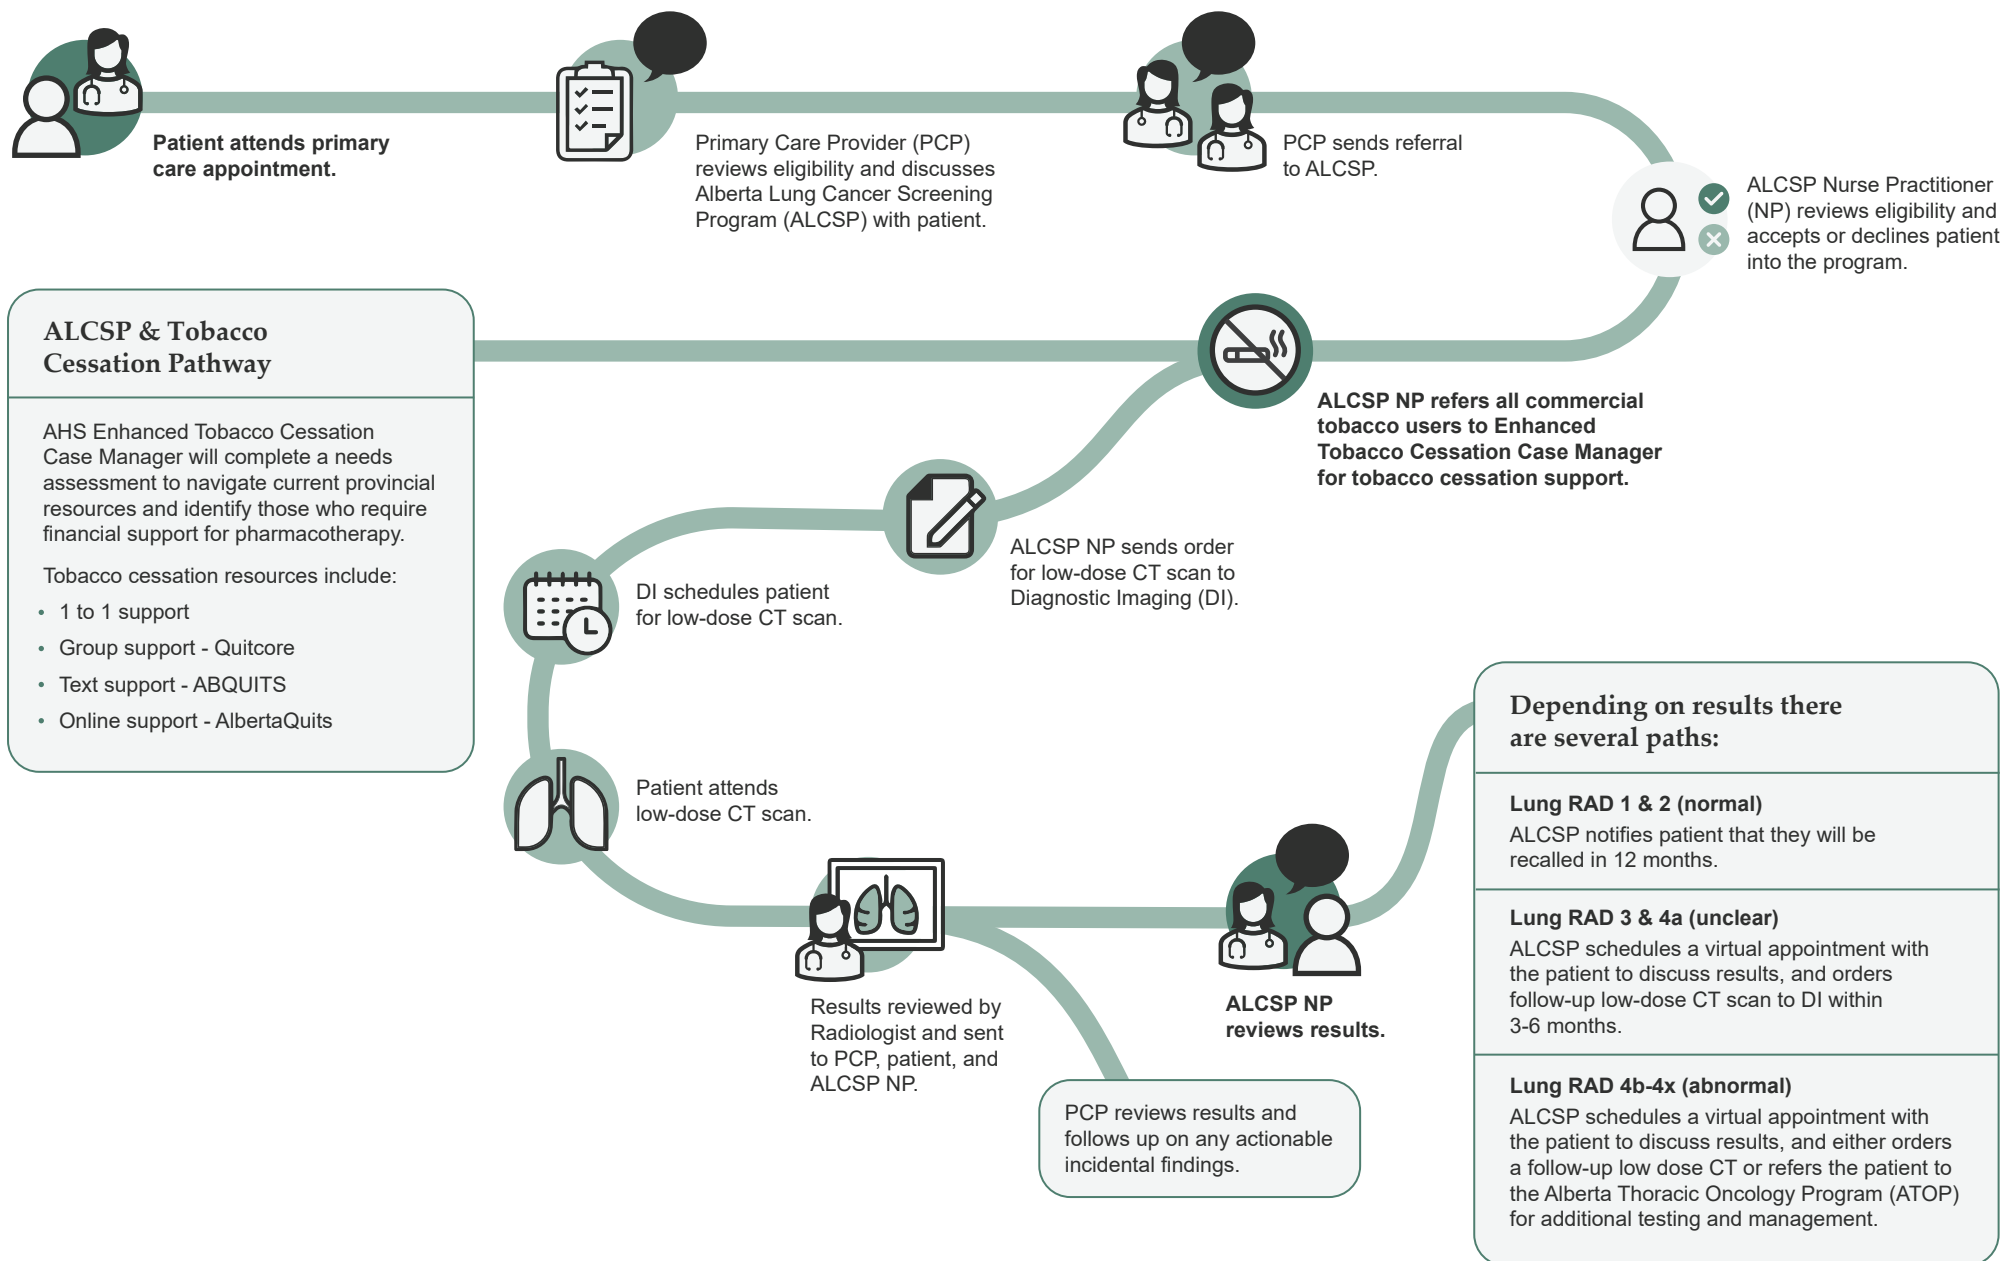 Patient attends primary
care appointment.
Primary Care Provider (PCP)
reviews eligibility and discusses
Alberta Lung Cancer Screening
Program (ALCSP) with patient.
PCP sends referral
to ALCSP.
ALCSP Nurse Practitioner
(NP) reviews eligibility and
accepts or declines patient
into the program.
ALCSP NP refers all commercial
tobacco users to Enhanced
Tobacco Cessation Case Manager
for tobacco cessation support.
ALCSP & Tobacco
Cessation Pathway
AHS Enhanced Tobacco Cessation
Case Manager will complete a needs
assessment to navigate current provincial
resources and identify those who require
financial support for pharmacotherapy.
Tobacco cessation resources include:
• 1 to 1 support
• Group support - Quitcore
• Text support - ABQUITS
• Online support - AlbertaQuits
ALCSP NP sends order
for low-dose CT scan to
Diagnostic Imaging (DI).
DI schedules patient
for low-dose CT scan.
Patient attends
low-dose CT scan.
Results reviewed by
Radiologist and sent
to PCP, patient, and
ALCSP NP.
PCP reviews results and
follows up on any actionable
incidental findings.
ALCSP NP
reviews results.
Depending on results there
are several paths:
Lung RAD 1 & 2 (normal)
ALCSP notifies patient that they will be
recalled in 12 months.
Lung RAD 3 & 4a (unclear)
ALCSP schedules a virtual appointment with
the patient to discuss results, and orders
follow-up low-dose CT scan to DI within
3-6 months.
Lung RAD 4b-4x (abnormal)
ALCSP schedules a virtual appointment with
the patient to discuss results, and either orders
a follow-up low dose CT or refers the patient to
the Alberta Thoracic Oncology Program (ATOP)
for additional testing and management.